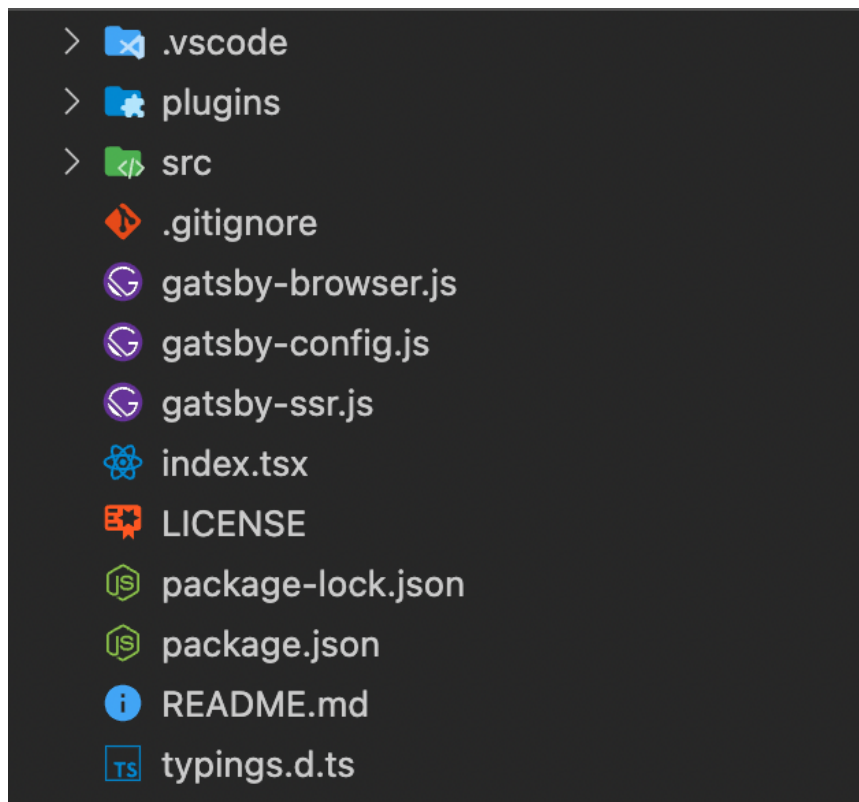 .vscode
plugins
src
.gitignore
gatsby-browser.js
gatsby-config.js
gatsby-ssr.js
index.tsx
LICENSE
package-lock.json
package.json
README.md
typings.d.ts